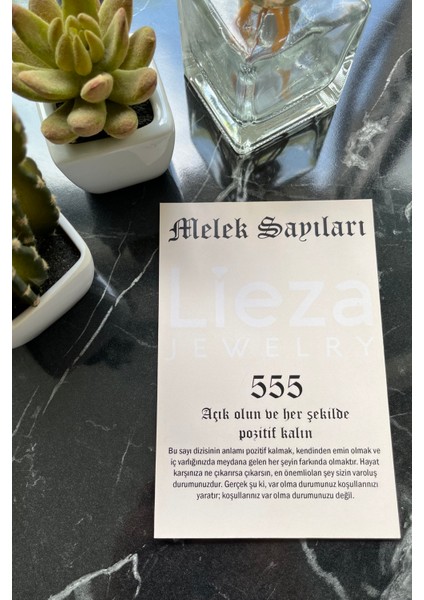 Melek Sayıları
Lieza
JEWELRY
555
Açık olun ve her şekilde
pozitif kalın
Bu sayı dizisinin anlamı pozitif kalmak, kendinden emin olmak ve
iç varlığınızda meydana gelen her şeyin farkında olmaktır. Hayat
karşınıza ne çıkarırsa çıkarsın, en önemliolan şey sizin varoluş
durumunuzdur. Gerçek şu ki, var olma durumunuz koşullarınızı
yaratır; koşullarınız var olma durumunuzu değil.